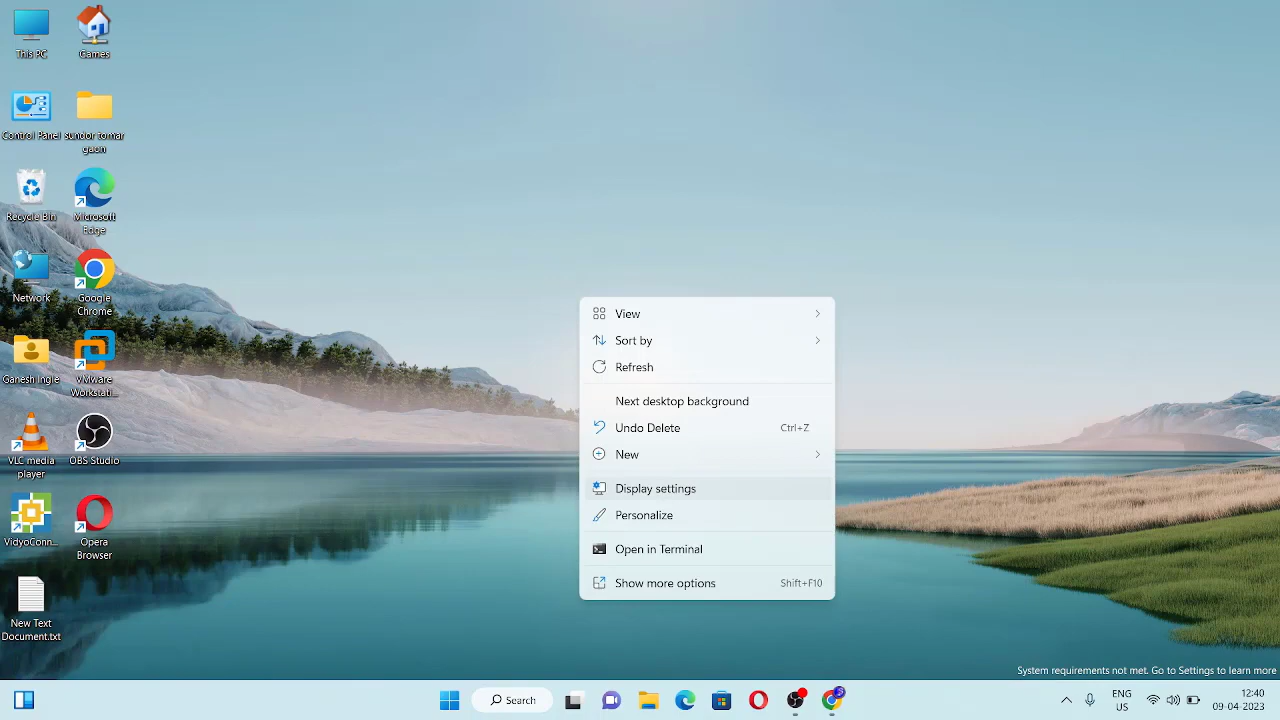 This PC
Games
Control Panel
sundor tomar
gaon
Recycle Bin
Microsoft
Edge
Network
Google
Chrome
Ganesh Ingle
VMware
Workstati...
VLC media
player
OBS Studio
VidyoConn...
Opera
Browser
New Text
Document.txt
View
Sort by
Refresh
Next desktop background
Undo Delete Ctrl+Z
New
Display settings
Personalize
Open in Terminal
Show more options Shift+F10
System requirements not met. Go to Settings to learn more
Search
ENG
US
12:40
09-04-2023